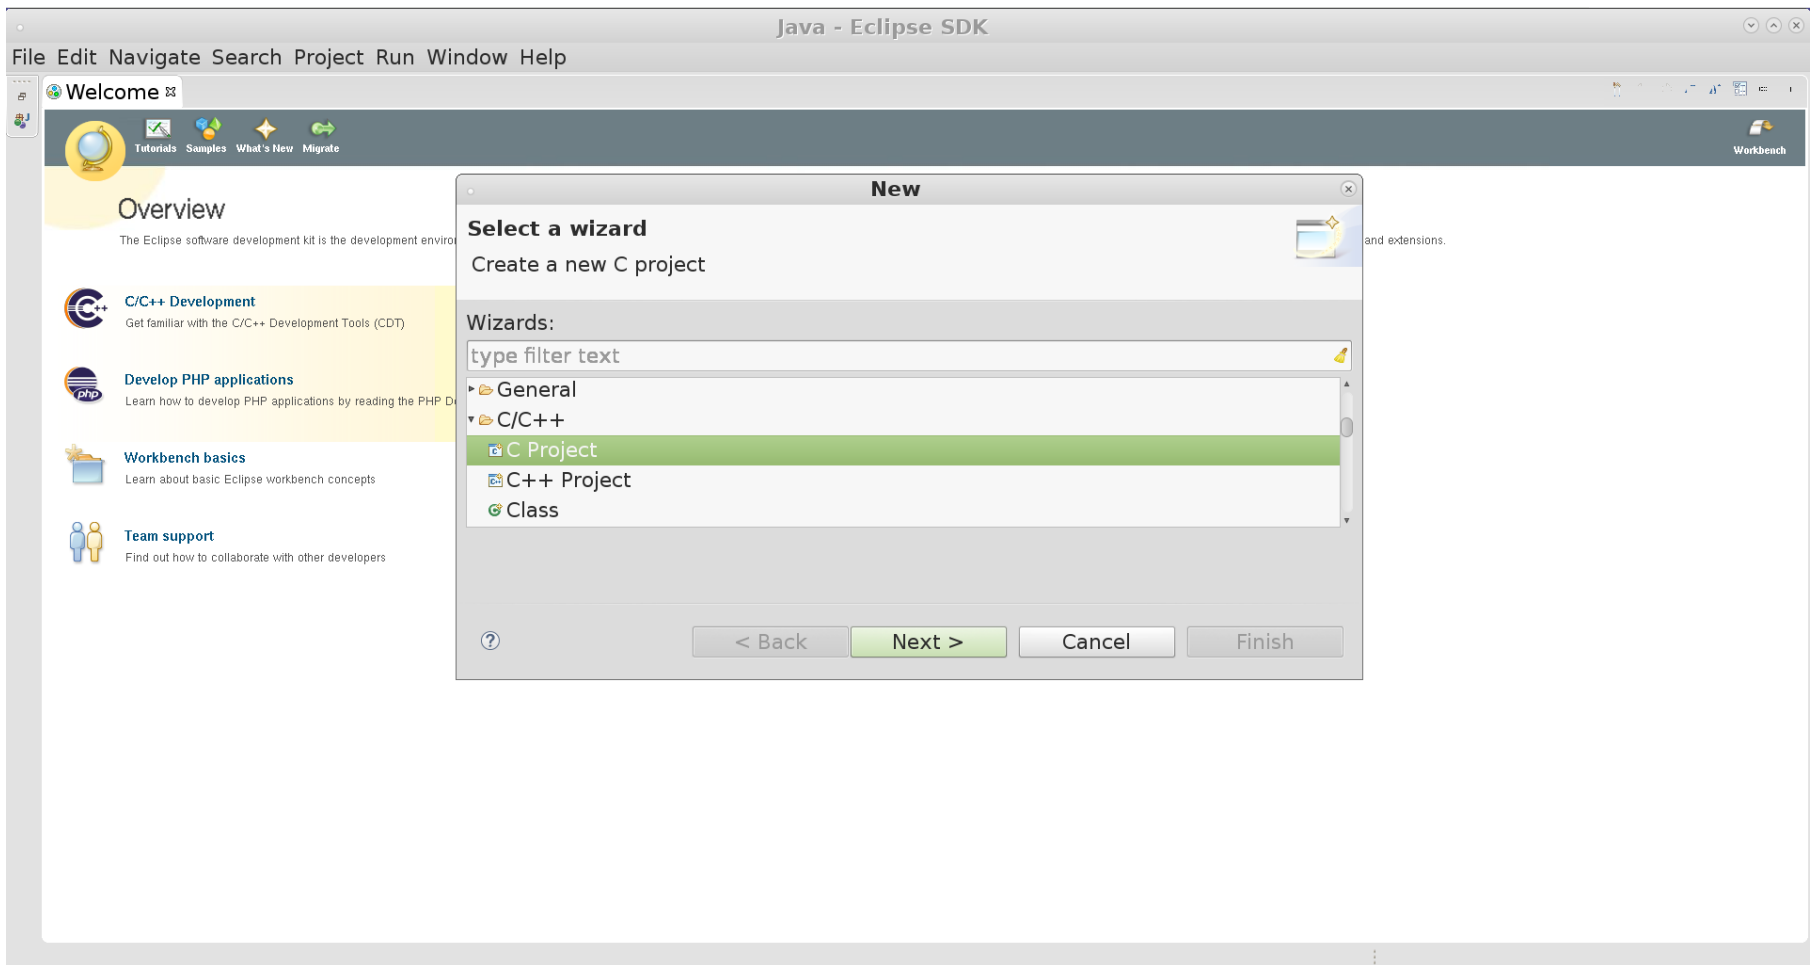 Java - Eclipse SDK
File Edit Navigate Search Project Run Window Help
Welcome
Tutorials Samples What's New Migrate
Workbench
Overview
The Eclipse software development kit is the development
and extensions.
C/C++ Development
Get familiar with the C/C++ Development Tools (CDT)
Develop PHP applications
Learn how to develop PHP applications by reading the PHP
Workbench basics
Learn about basic Eclipse workbench concepts
Team support
Find out how to collaborate with other developers
New
Select a wizard
Create a new C project
Wizards:
type filter text
General
C/C++
C Project
C++ Project
Class
< Back Next > Cancel Finish